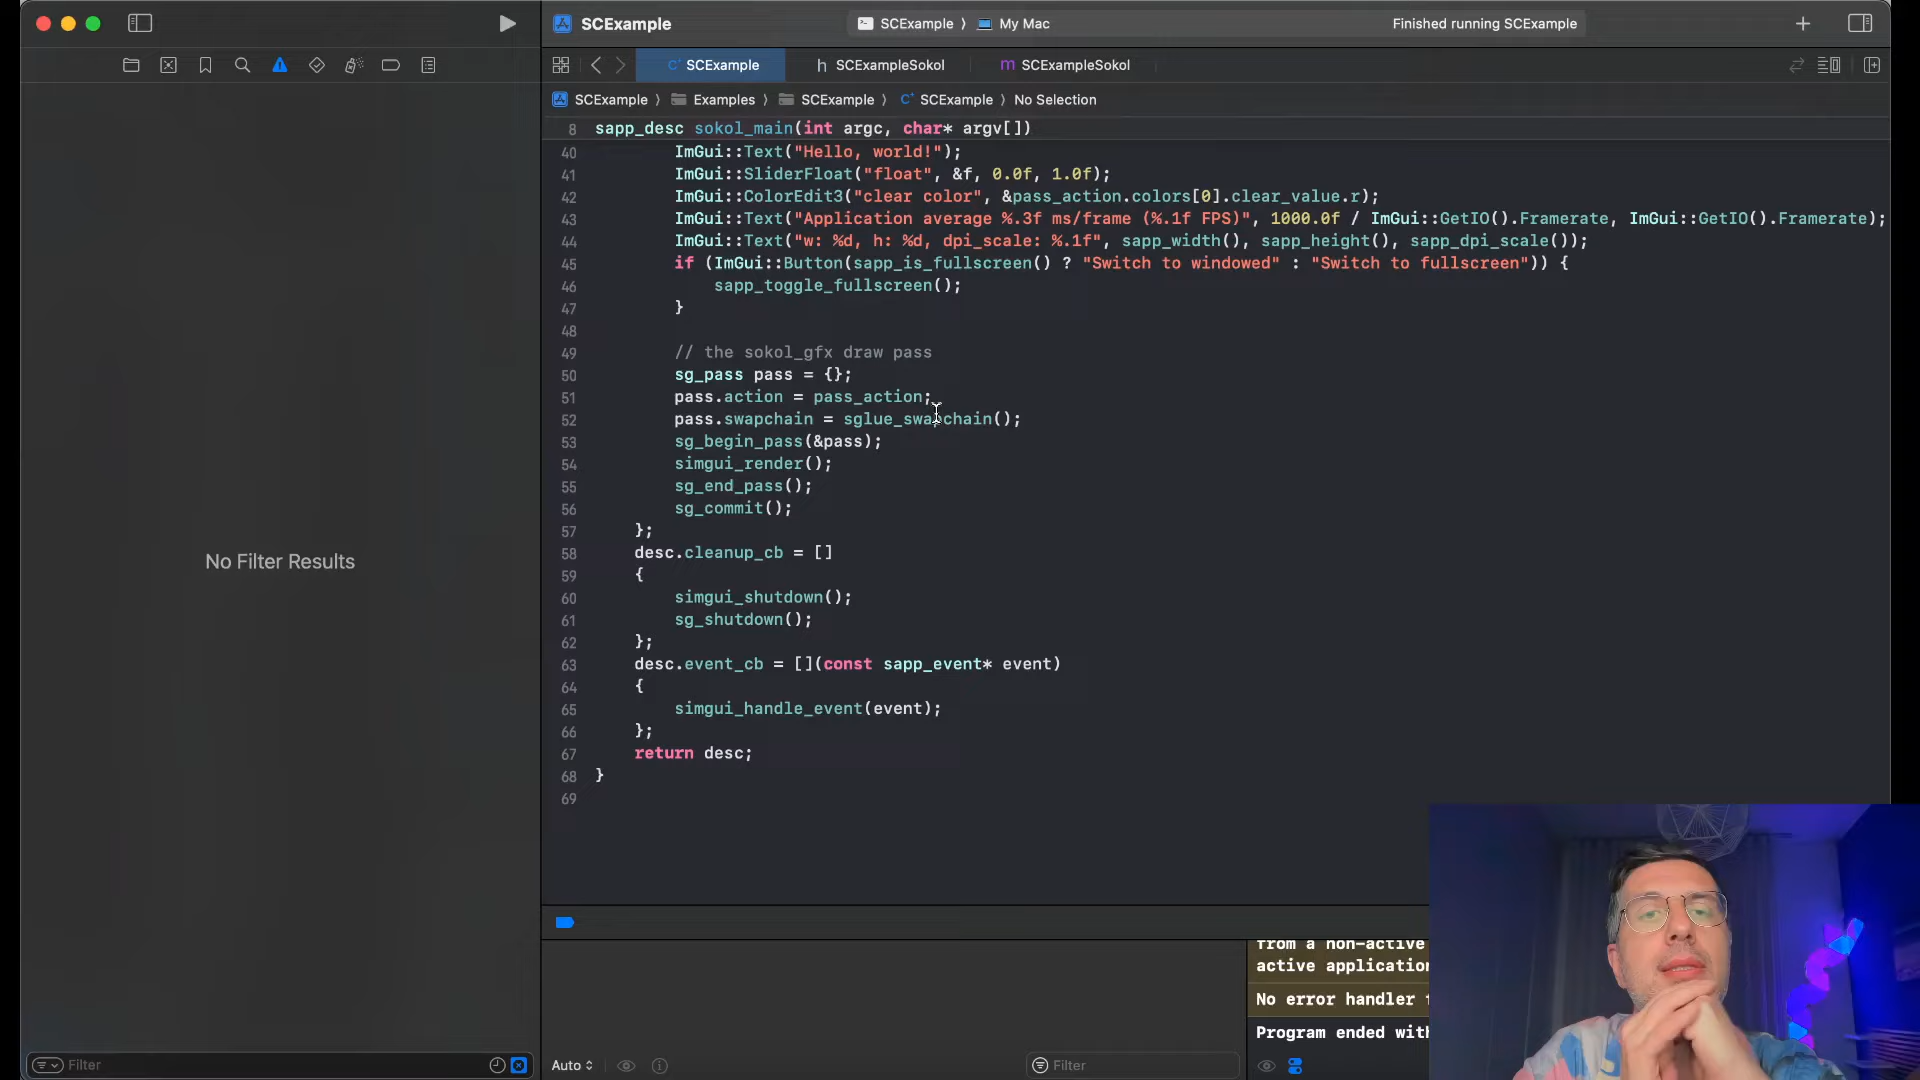 SCExample
SCExample 〉 My Mac
Finished running SCExample
SCExample
h SCExampleSokol
m SCExampleSokol
SCExample 〉 Examples 〉 SCExample 〉 SCExample 〉 No Selection
8 sapp_desc sokol_main(int argc, char* argv[])
40 ImGui::Text("Hello, world!");
41 ImGui::SliderFloat("float", &f, 0.0f, 1.0f);
42 ImGui::ColorEdit3("clear color", &pass_action.colors[0].clear_value.r);
43 ImGui::Text("Application average %.3f ms/frame (%.1f FPS)", 1000.0f / ImGui::GetIO().Framerate, ImGui::GetIO().Framerate);
44 ImGui::Text("w: %d, h: %d, dpi_scale: %.1f", sapp_width(), sapp_height(), sapp_dpi_scale());
45 if (ImGui::Button(sapp_is_fullscreen() ? "Switch to windowed" : "Switch to fullscreen")) {
46 sapp_toggle_fullscreen();
47 }
48
49 // the sokol_gfx draw pass
50 sg_pass pass = {};
51 pass.action = pass_action;
52 pass.swapchain = sglue_swapchain();
53 sg_begin_pass(&pass);
54 simgui_render();
55 sg_end_pass();
56 sg_commit();
57 };
58 desc.cleanup_cb = []
59 {
60 simgui_shutdown();
61 sg_shutdown();
62 };
63 desc.event_cb = [](const sapp_event* event)
64 {
65 simgui_handle_event(event);
66 };
67 return desc;
68 }
69
No Filter Results
from a non-active
active application
No error handler
Program ended with
Filter
Auto
Filter